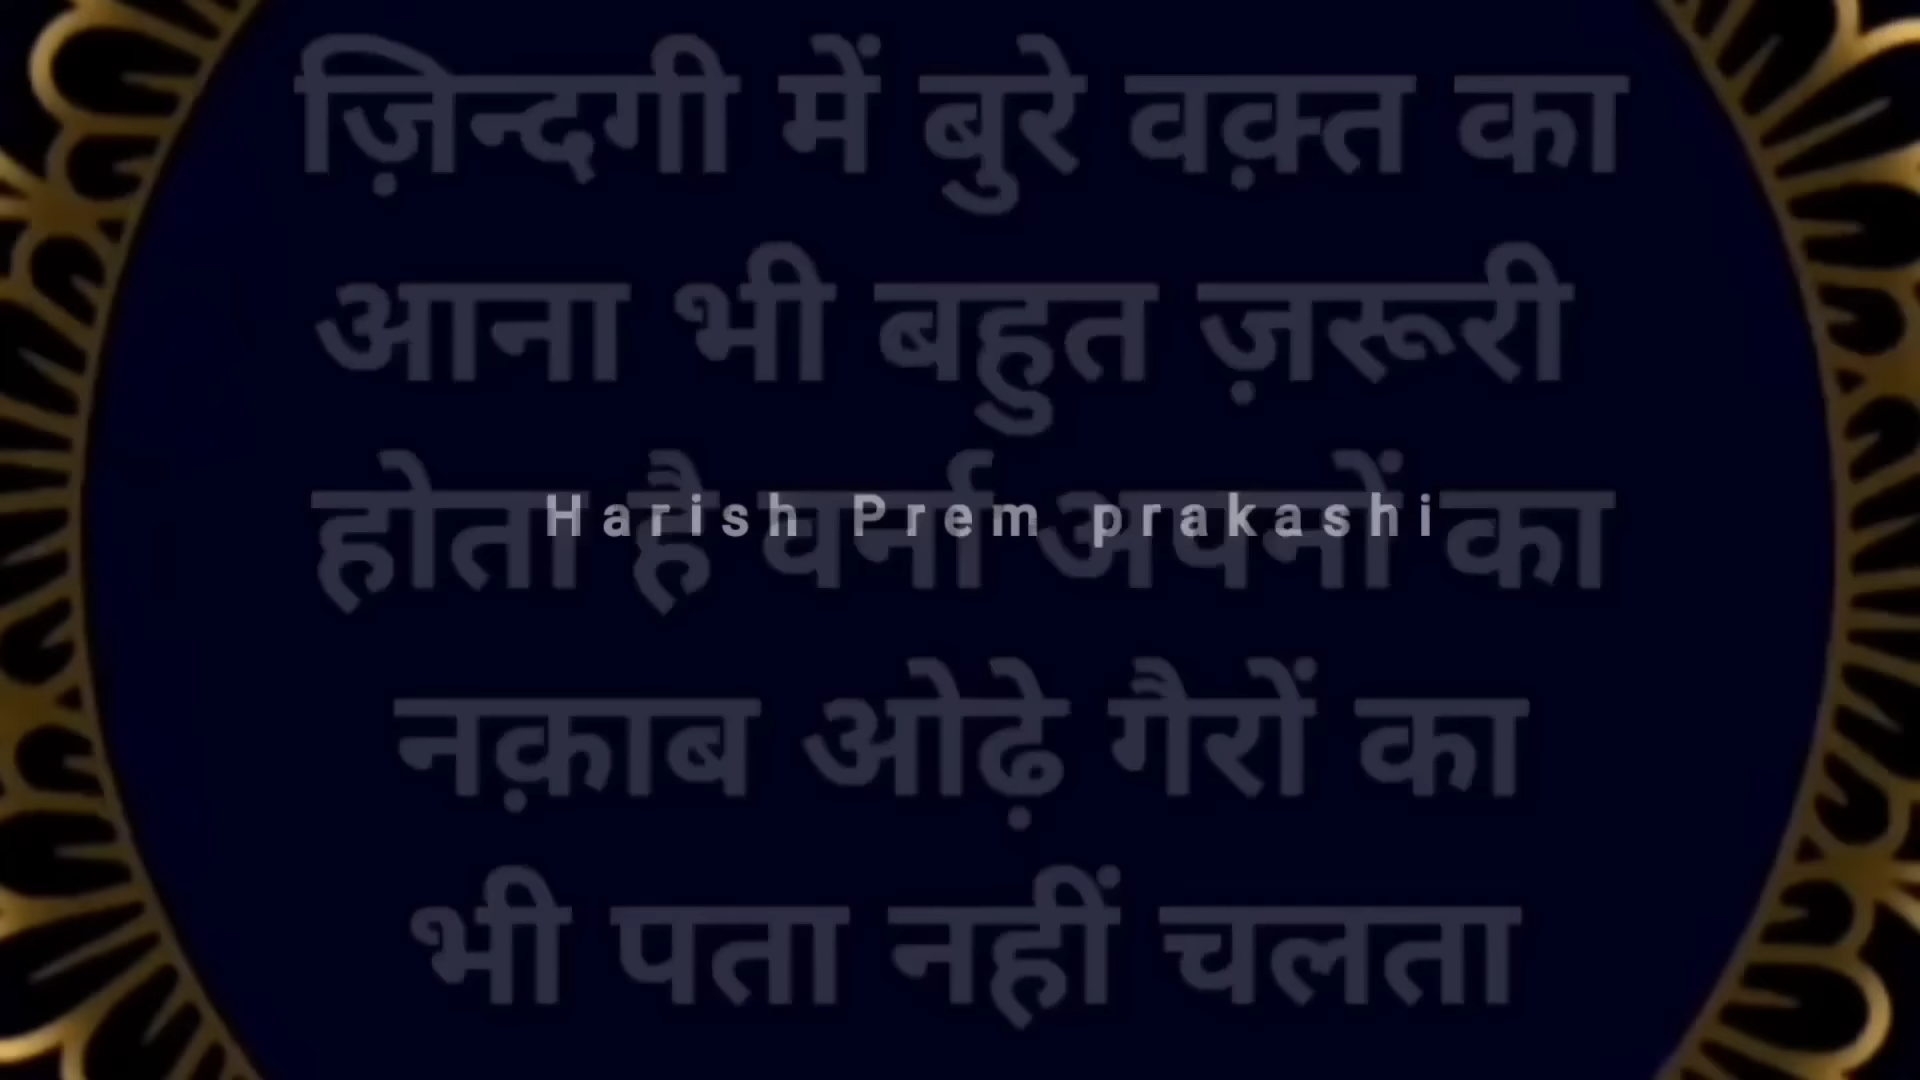 ज़िन्दगी में बुरे वक़्त का
आना भी बहुत ज़रूरी
होता है वर्ना अपनों का
Harish Prem prakashi
नक़ाब ओढ़े गैरों का
भी पता नहीं चलता